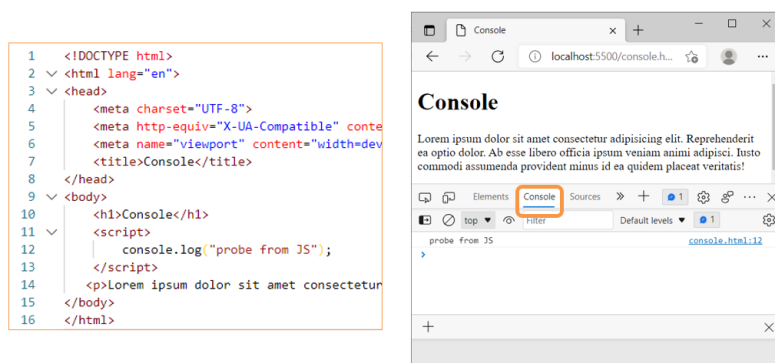 1 <!DOCTYPE html>
2 <html lang="en">
3 <head>
4 <meta charset="UTF-8">
5 <meta http-equiv="X-UA-Compatible" conte
6 <meta name="viewport" content="width=dev
7 <title>Console</title>
8 </head>
9 <body>
10 <h1>Console</h1>
11 <script>
12 console.log("probe from JS");
13 </script>
14 <p>Lorem ipsum dolor sit amet consectetur
15 </body>
16 </html>
Console
localhost:5500/console.h...
Console
Lorem ipsum dolor sit amet consectetur adipisicing elit. Reprehenderit
ea optio dolor. Ab esse libero officia ipsum veniam animi adipisci. Iusto
commodi assumenda provident minus id ea quidem placeat veritatis!
Elements Console Sources 1
top Filter Default levels 1
probe from JS console.html:12